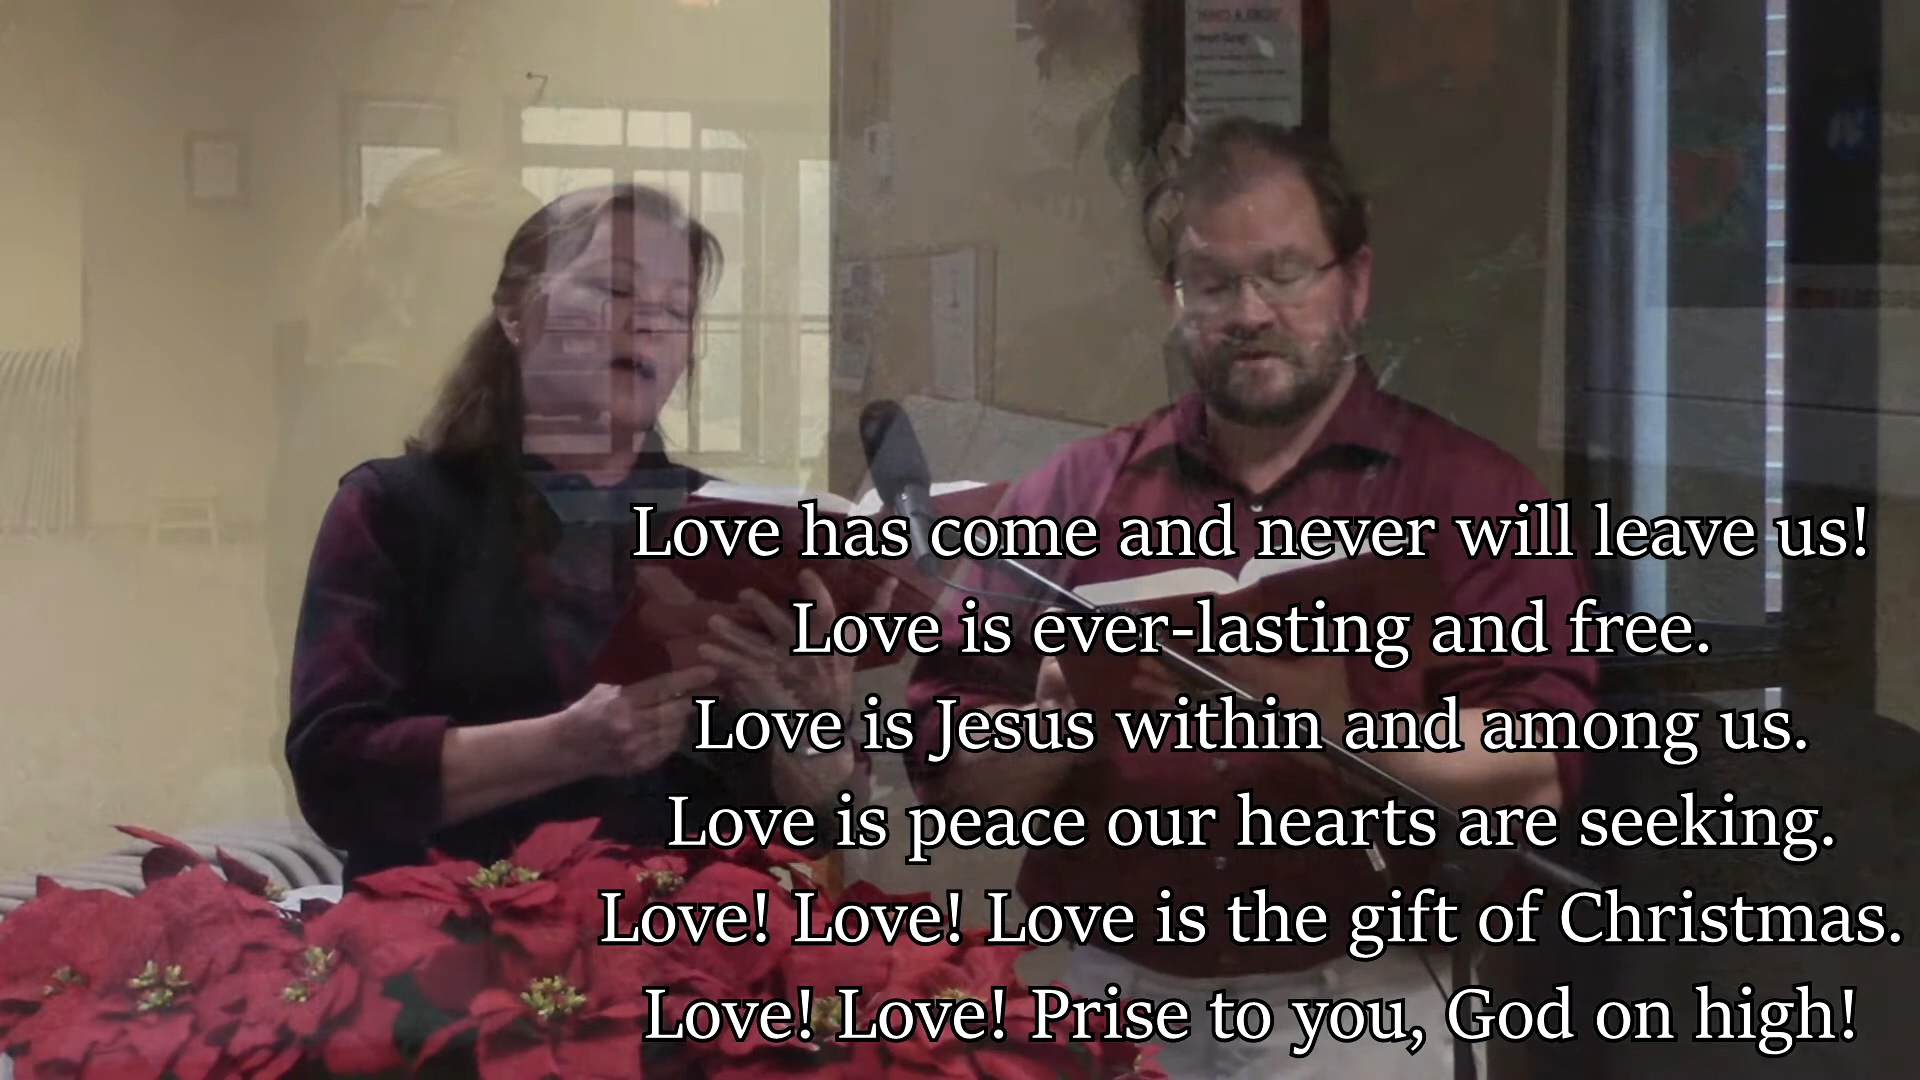 Love has come and never will leave us!
Love is ever-lasting and free.
Love is Jesus within and among us.
Love is peace our hearts are seeking.
Love! Love! Love is the gift of Christmas.
Love! Love! Prise to you, God on high!